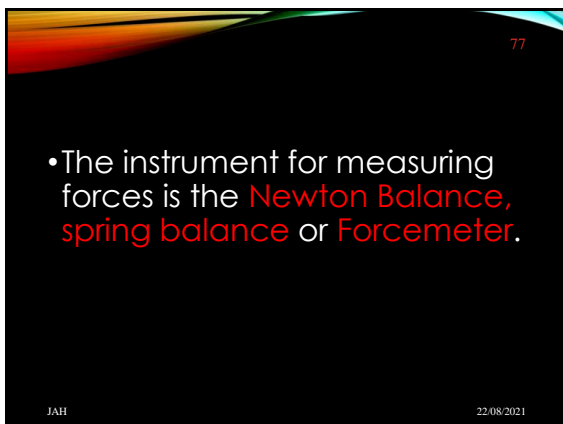 77
•The instrument for measuring
forces is the Newton Balance,
spring balance or Forcemeter.
JAH
22/08/2021